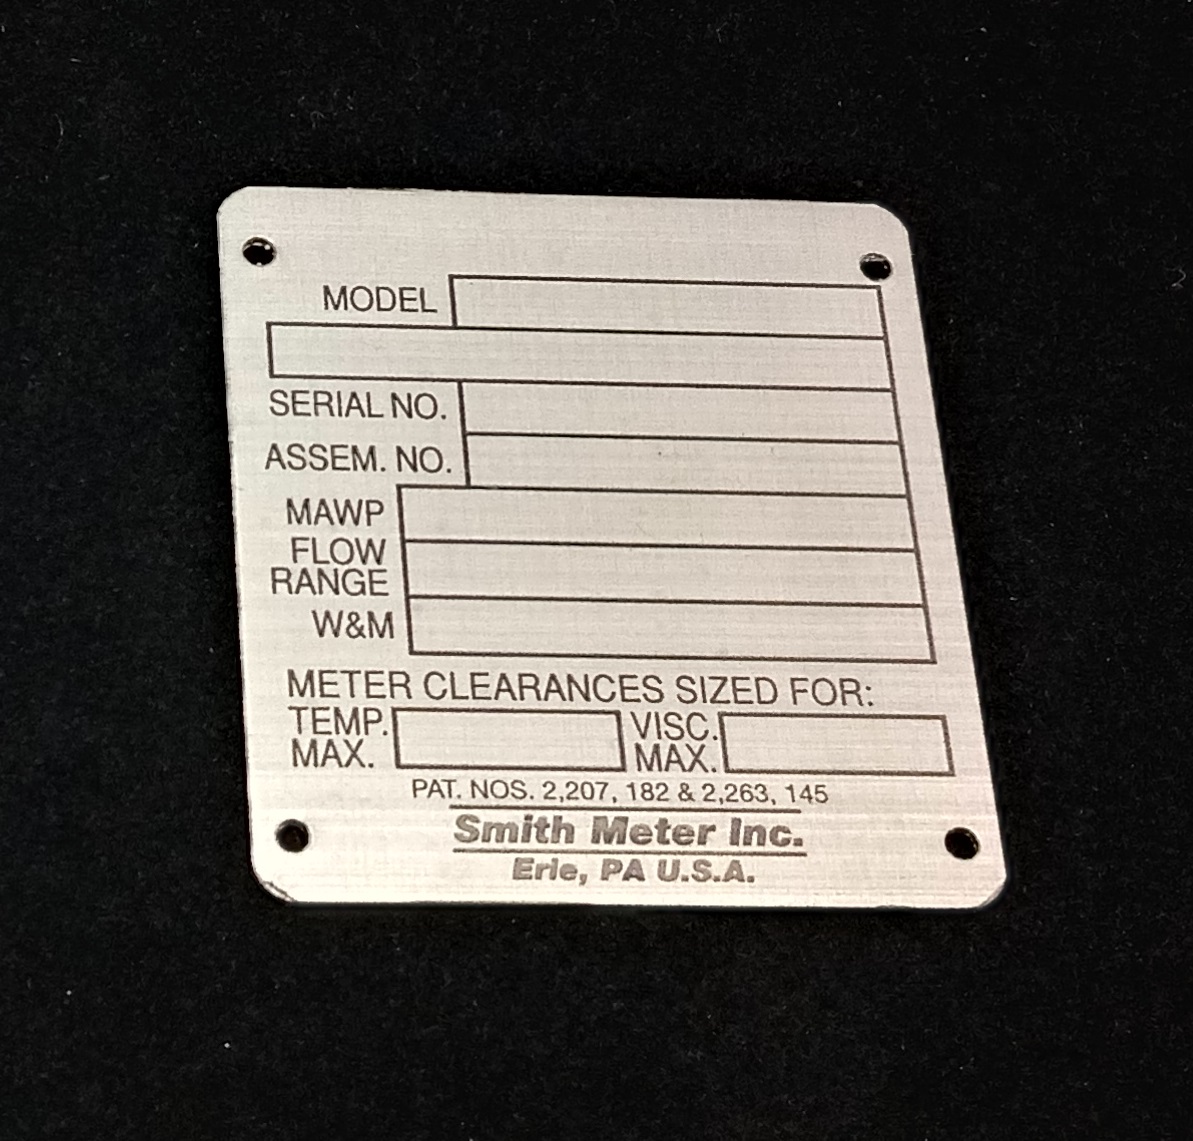 MODEL
SERIAL NO.
ASSEM. NO.
MAWP
FLOW
RANGE
W&M
METER CLEARANCES SIZED FOR:
TEMP. VISC.
MAX. MAX.
PAT. NOS. 2,207, 182 & 2,263, 145
Smith Meter Inc.
Erie, PA U.S.A.